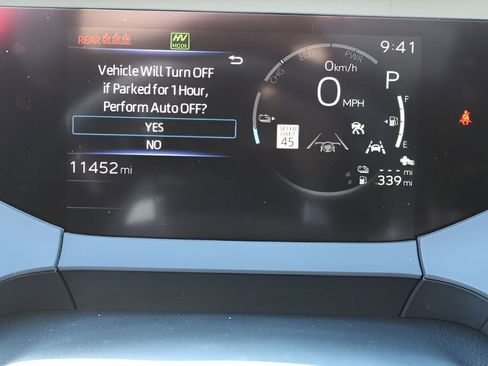 REAR
HV
MODE
9:41
Vehicle Will Turn OFF
if Parked for 1 Hour,
Perform Auto OFF?
YES
NO
11452 mi
CHG
ECO
PWR
0 km/h
0 MPH
P
F
E
SPEED
LIMIT
45
---- mi
339 mi